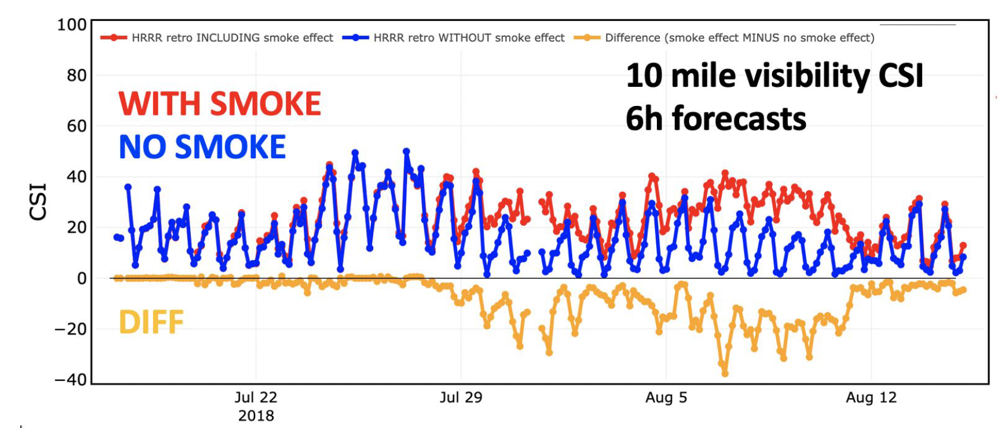 100
HRRR retro INCLUDING smoke effect HRRR retro WITHOUT smoke effect Difference (smoke effect MINUS no smoke effect)
10 mile visibility CSI
80
WITH SMOKE
6h forecasts
60
NO SMOKE
40
CSI
20
0
DIFF
−20
−40
Jul 22 Jul 29 Aug 5 Aug 12
2018